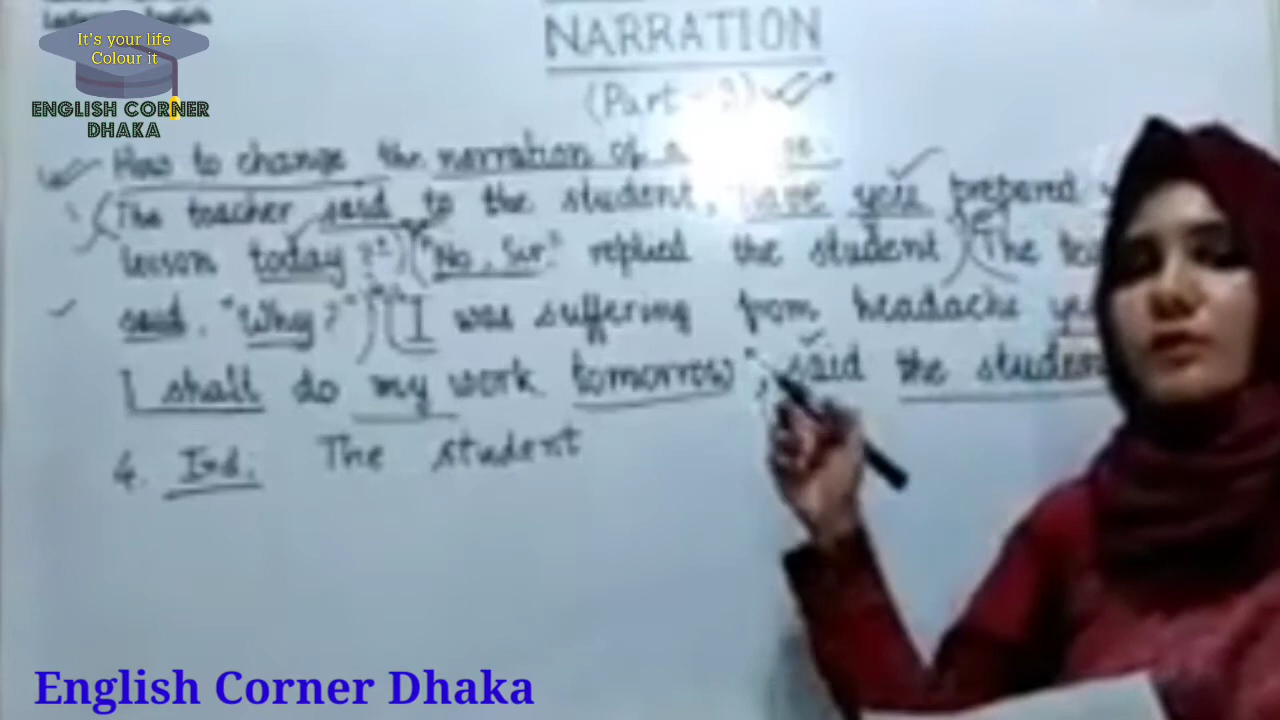 It's your life
Colour it
ENGLISH CORNER
DHAKA
NARRATION
(Part - )
How to change the narration of a
The teacher said to the student, "Have you prepared
lesson today?" "No, Sir." replied the student. The
said. "Why?" "I was suffering from headache
I shall do my work tomorrow", said the student
4. Ind. The student
English Corner Dhaka